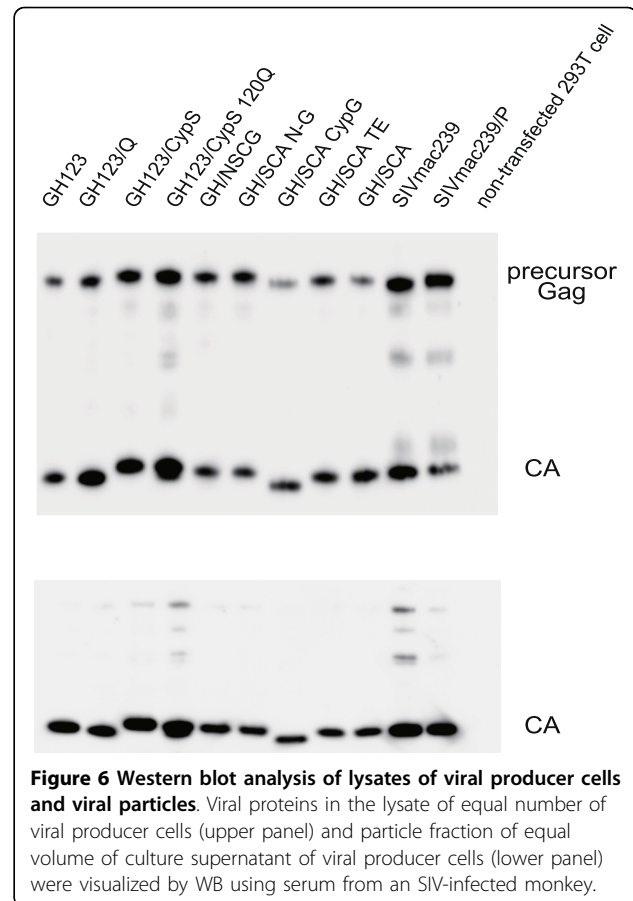 GH123
GH123/Q
GH123/CypS
GH123/CypS 120Q
GH/NSCG
GH/SCA N-G
GH/SCA CypG
GH/SCA TE
GH/SCA
SIVmac239
SIVmac239/P
non-transfected 293T cell
precursor
Gag
CA
CA
Figure 6 Western blot analysis of lysates of viral producer cells
and viral particles. Viral proteins in the lysate of equal number of
viral producer cells (upper panel) and particle fraction of equal
volume of culture supernatant of viral producer cells (lower panel)
were visualized by WB using serum from an SIV-infected monkey.